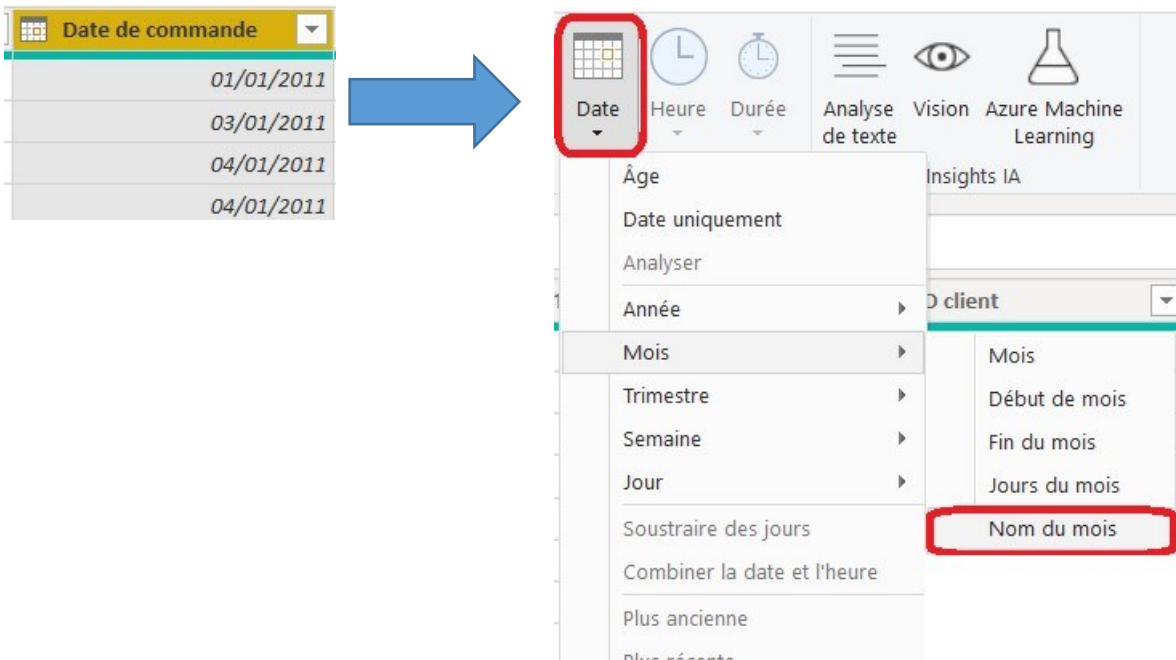 Date de commande
01/01/2011
03/01/2011
04/01/2011
04/01/2011
Date
Heure
Durée
Analyse de texte
Vision
Azure Machine Learning
Insights IA
Âge
Date uniquement
Analyser
Année
Mois
Trimestre
Semaine
Jour
Soustraire des jours
Combiner la date et l'heure
Plus ancienne
Plus récente
D client
Mois
Début de mois
Fin du mois
Jours du mois
Nom du mois